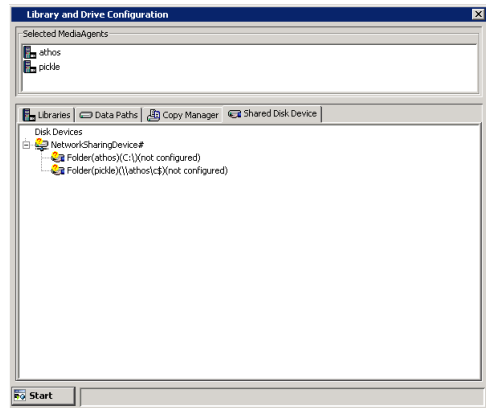 Library and Drive Configuration
Selected MediaAgents
athos
pickle
Libraries
Data Paths
Copy Manager
Shared Disk Device
Disk Devices
NetworkSharingDevice#
Folder(athos)(C:\)(not configured)
Folder(pickle)(\\athos\c$)(not configured)
Start